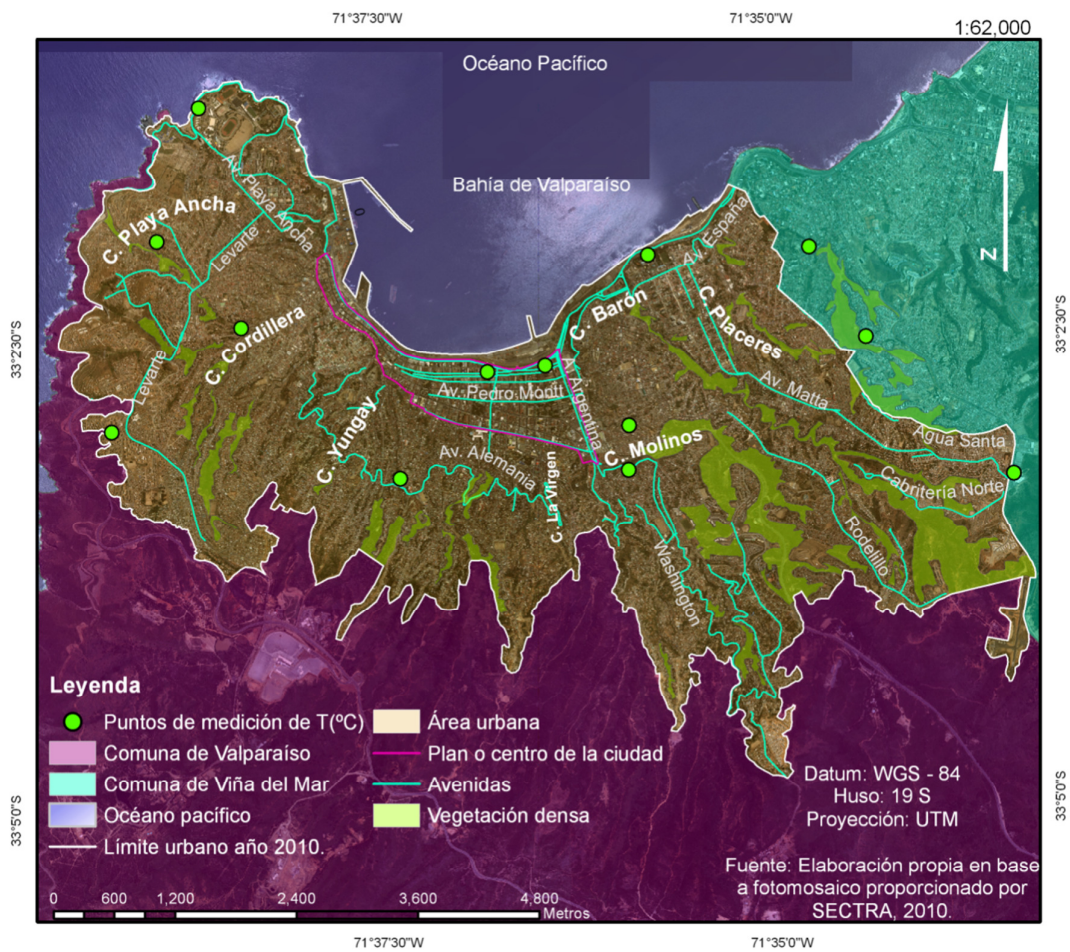 71°37'30"W
71°35'0"W
1:62,000
Océano Pacífico
Bahía de Valparaíso
Av. España
Av. Playa Ancha
C. Playa Ancha
Levarte
N
C. Barón
C. Placeres
C. Cordillera
33°2'30"S
33°2'30"S
Levarte
Av. Pedro Montt
Av. Argentina
Av. Matta
C. Yungay
Av. Alemania
C. La Virgen
C. Molinos
Agua Santa
Cabritería Norte
Rodelillo
Washington
Leyenda
Puntos de medición de T(ºC)
Comuna de Valparaíso
Comuna de Viña del Mar
Océano pacífico
Límite urbano año 2010.
Área urbana
Plan o centro de la ciudad
Avenidas
Vegetación densa
Datum: WGS - 84
Huso: 19 S
Proyección: UTM
33°5'0"S
33°5'0"S
Fuente: Elaboración propia en base
a fotomosaico proporcionado por
SECTRA, 2010.
0 600 1,200 2,400 3,600 4,800
Metros
71°37'30"W
71°35'0"W